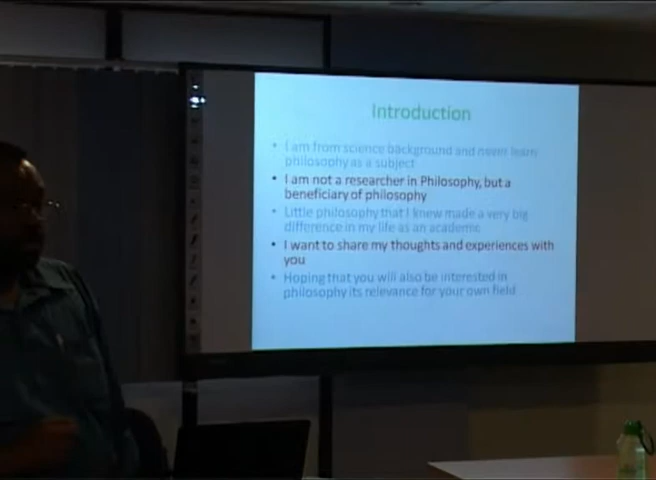 Introduction
• I am from science background and never learn
philosophy as a subject
• I am not a researcher in Philosophy, but a
beneficiary of philosophy
• Little philosophy that I knew made a very big
difference in my life as an academic
• I want to share my thoughts and experiences with
you
• Hoping that you will also be interested in
philosophy its relevance for your own field